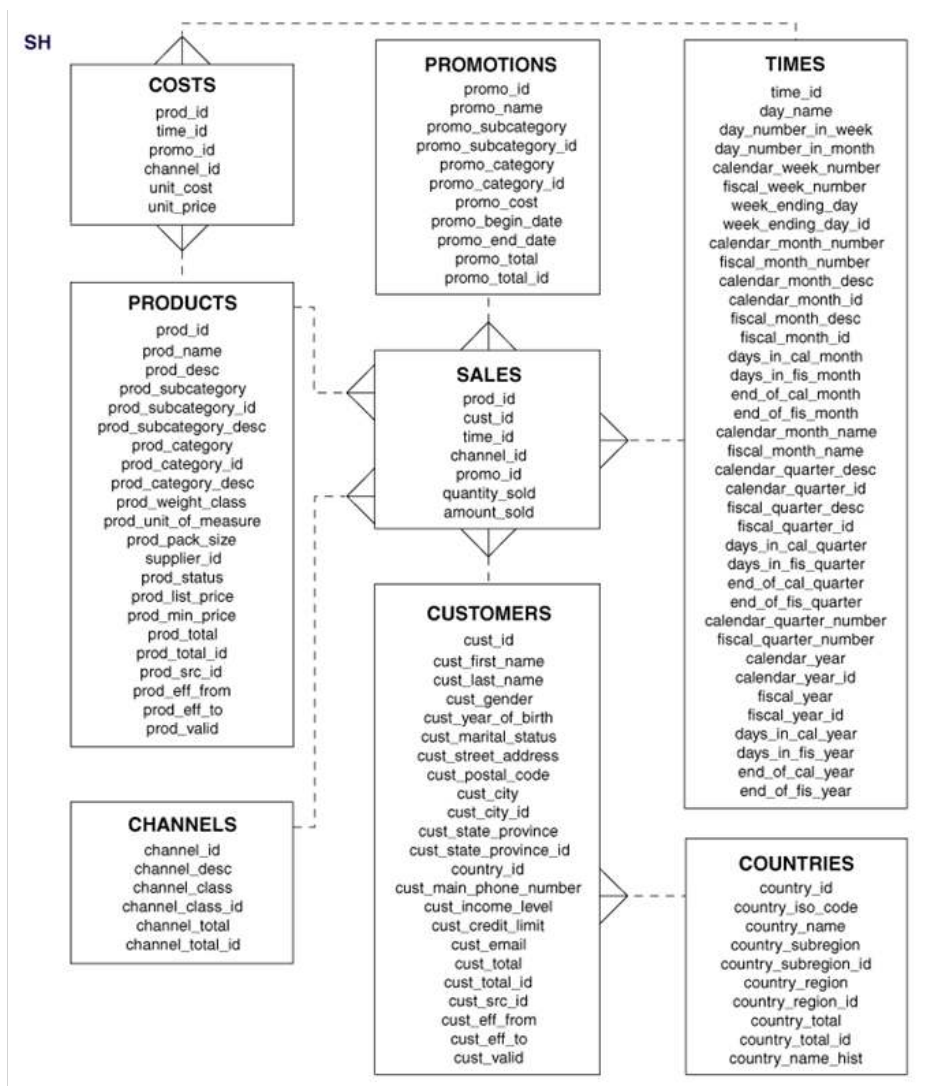 SH
COSTS
prod_id
time_id
promo_id
channel_id
unit_cost
unit_price
PROMOTIONS
promo_id
promo_name
promo_subcategory
promo_subcategory_id
promo_category
promo_category_id
promo_cost
promo_begin_date
promo_end_date
promo_total
promo_total_id
TIMES
time_id
day_name
day_number_in_week
day_number_in_month
calendar_week_number
fiscal_week_number
week_ending_day
week_ending_day_id
calendar_month_number
fiscal_month_number
calendar_month_desc
calendar_month_id
fiscal_month_desc
fiscal_month_id
days_in_cal_month
days_in_fis_month
end_of_cal_month
end_of_fis_month
calendar_month_name
fiscal_month_name
calendar_quarter_desc
calendar_quarter_id
fiscal_quarter_desc
fiscal_quarter_id
days_in_cal_quarter
days_in_fis_quarter
end_of_cal_quarter
end_of_fis_quarter
calendar_quarter_number
fiscal_quarter_number
calendar_year
calendar_year_id
fiscal_year
fiscal_year_id
days_in_cal_year
days_in_fis_year
end_of_cal_year
end_of_fis_year
PRODUCTS
prod_id
prod_name
prod_desc
prod_subcategory
prod_subcategory_id
prod_subcategory_desc
prod_category
prod_category_id
prod_category_desc
prod_weight_class
prod_unit_of_measure
prod_pack_size
supplier_id
prod_status
prod_list_price
prod_min_price
prod_total
prod_total_id
prod_src_id
prod_eff_from
prod_eff_to
prod_valid
SALES
prod_id
cust_id
time_id
channel_id
promo_id
quantity_sold
amount_sold
CUSTOMERS
cust_id
cust_first_name
cust_last_name
cust_gender
cust_year_of_birth
cust_marital_status
cust_street_address
cust_postal_code
cust_city
cust_city_id
cust_state_province
cust_state_province_id
country_id
cust_main_phone_number
cust_income_level
cust_credit_limit
cust_email
cust_total
cust_total_id
cust_src_id
cust_eff_from
cust_eff_to
cust_valid
CHANNELS
channel_id
channel_desc
channel_class
channel_class_id
channel_total
channel_total_id
COUNTRIES
country_id
country_iso_code
country_name
country_subregion
country_subregion_id
country_region
country_region_id
country_total
country_total_id
country_name_hist